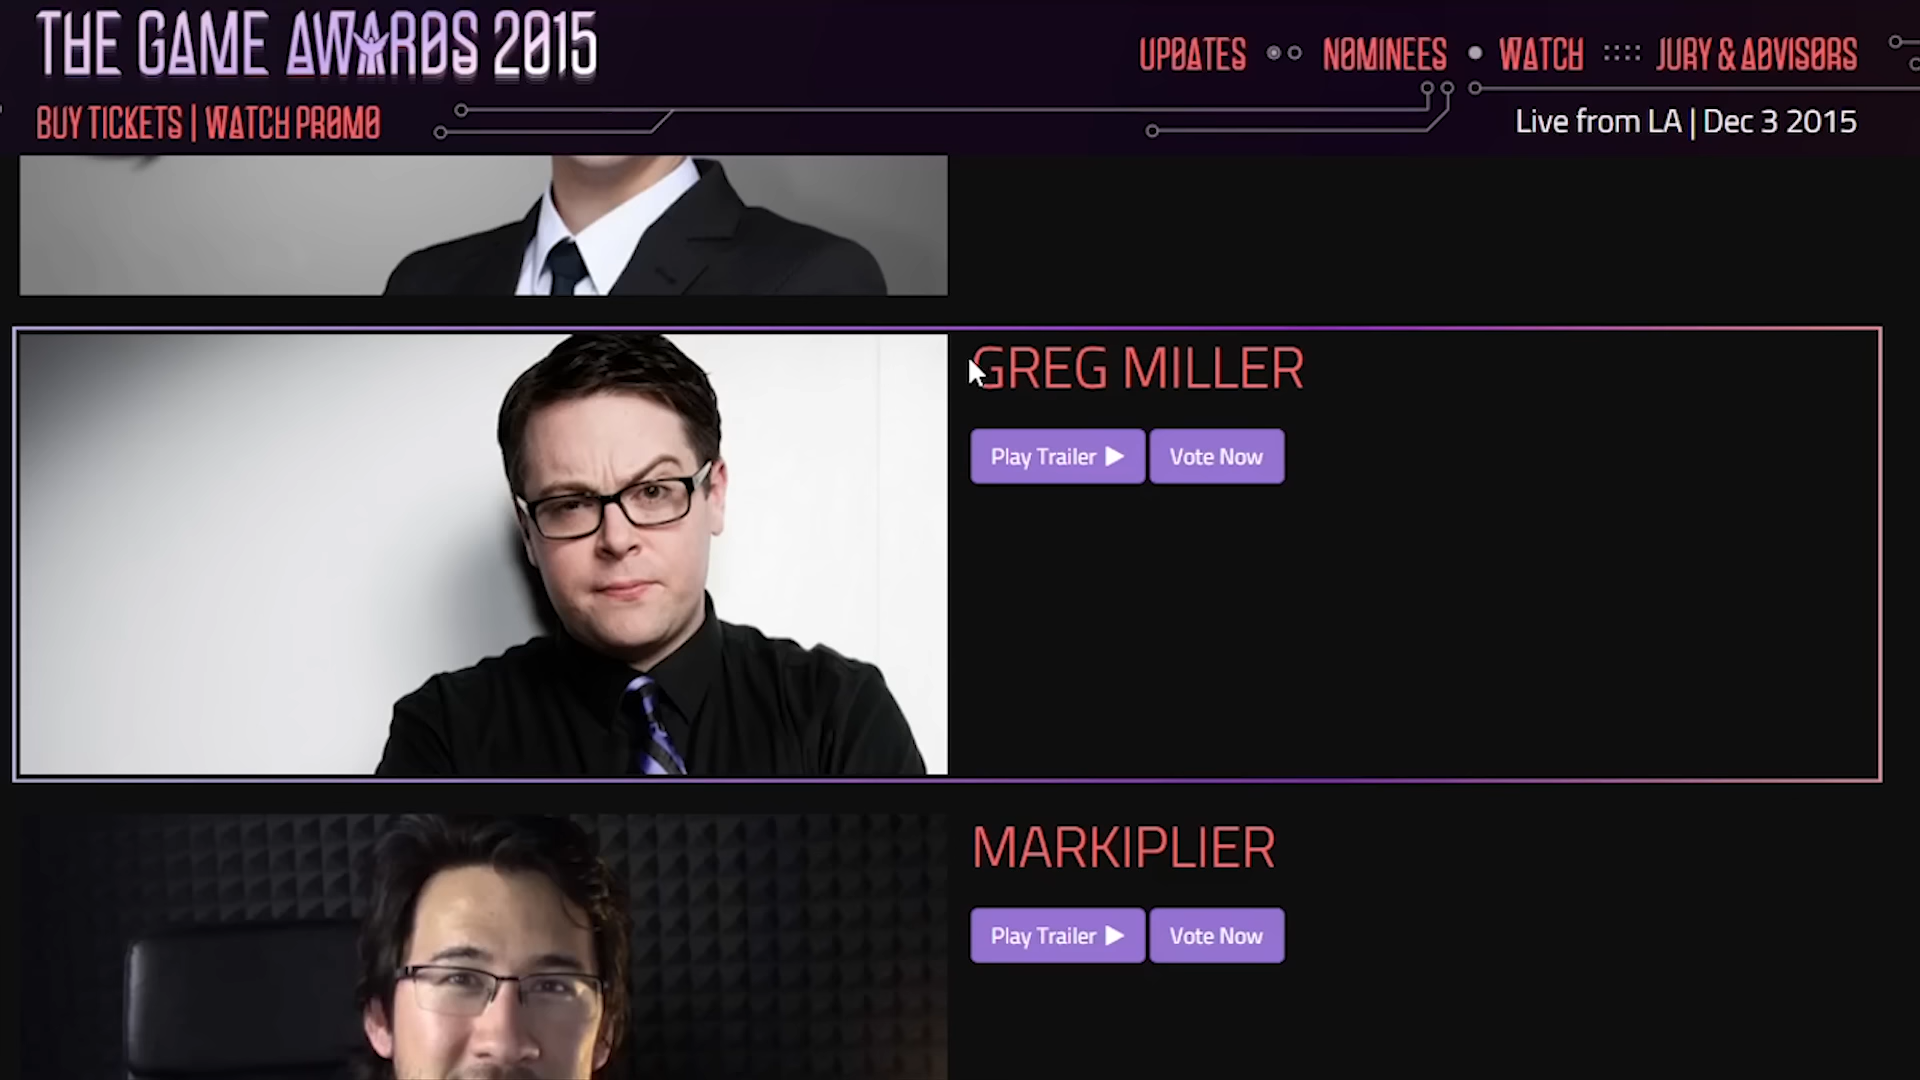 THE GAME AWARDS 2015
UPDATES NOMINEES WATCH JURY & ADVISORS
BUY TICKETS | WATCH PROMO
Live from LA | Dec 3 2015
GREG MILLER
Play Trailer Vote Now
MARKIPLIER
Play Trailer Vote Now